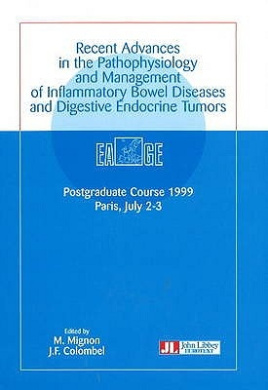 Recent Advances
in the Pathophysiology
and Management
of Inflammatory Bowel Diseases
and Digestive Endocrine Tumors
EAGE
Postgraduate Course 1999
Paris, July 2-3
Edited by
M. Mignon
J.F. Colombel
JL
John Libbey
EUROTEXT